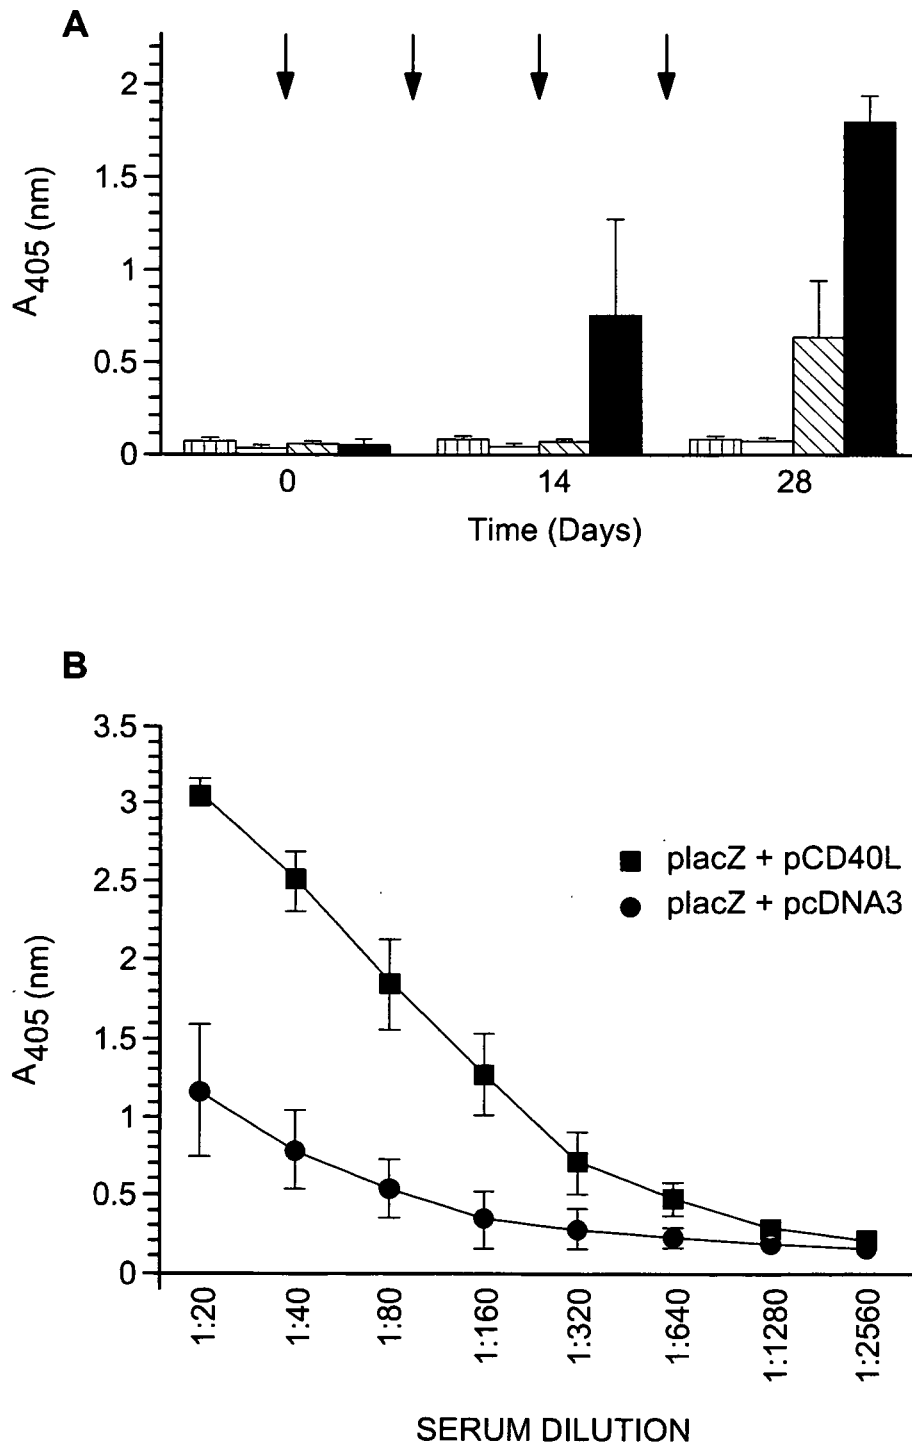 A
2
1.5
1
0.5
0
A405 (nm)
0 14 28
Time (Days)
B
3.5
3
2.5
2
1.5
1
0.5
0
A405 (nm)
placZ + pCD40L
placZ + pcDNA3
1:20 1:40 1:80 1:160 1:320 1:640 1:1280 1:2560
SERUM DILUTION